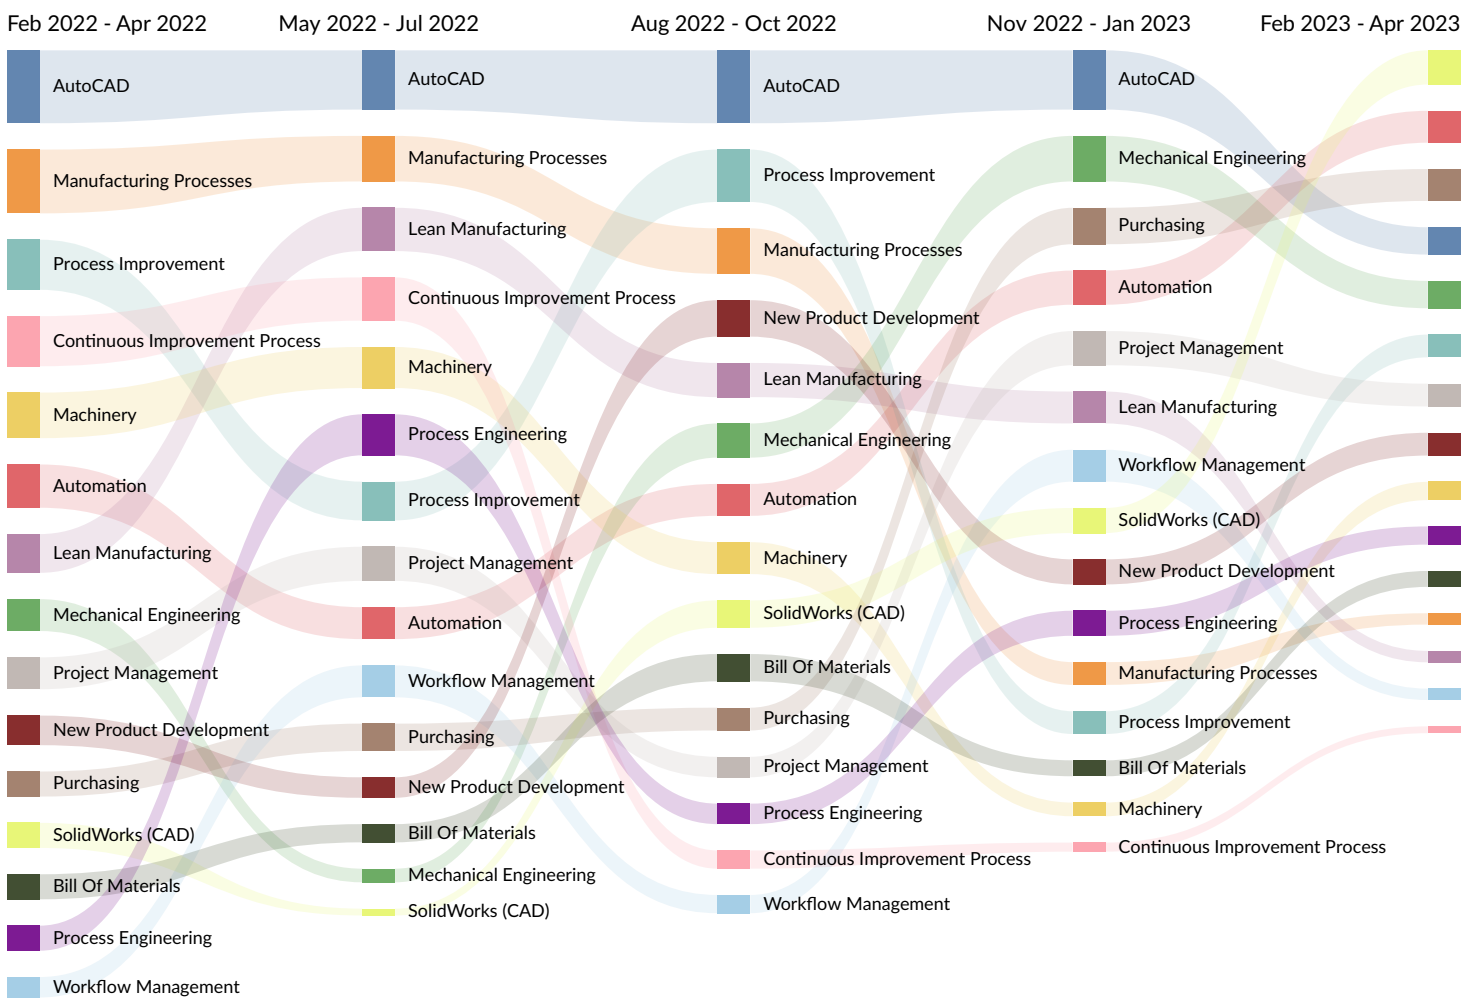 Feb 2022 - Apr 2022
May 2022 - Jul 2022
Aug 2022 - Oct 2022
Nov 2022 - Jan 2023
Feb 2023 - Apr 2023
AutoCAD
Manufacturing Processes
Process Improvement
Continuous Improvement Process
Machinery
Automation
Lean Manufacturing
Mechanical Engineering
Project Management
New Product Development
Purchasing
SolidWorks (CAD)
Bill Of Materials
Process Engineering
Workflow Management
AutoCAD
Manufacturing Processes
Lean Manufacturing
Continuous Improvement Process
Machinery
Process Engineering
Process Improvement
Project Management
Automation
Workflow Management
Purchasing
New Product Development
Bill Of Materials
Mechanical Engineering
SolidWorks (CAD)
AutoCAD
Process Improvement
Manufacturing Processes
New Product Development
Lean Manufacturing
Mechanical Engineering
Automation
Machinery
SolidWorks (CAD)
Bill Of Materials
Purchasing
Project Management
Process Engineering
Continuous Improvement Process
Workflow Management
AutoCAD
Mechanical Engineering
Purchasing
Automation
Project Management
Lean Manufacturing
Workflow Management
SolidWorks (CAD)
New Product Development
Process Engineering
Manufacturing Processes
Process Improvement
Bill Of Materials
Machinery
Continuous Improvement Process